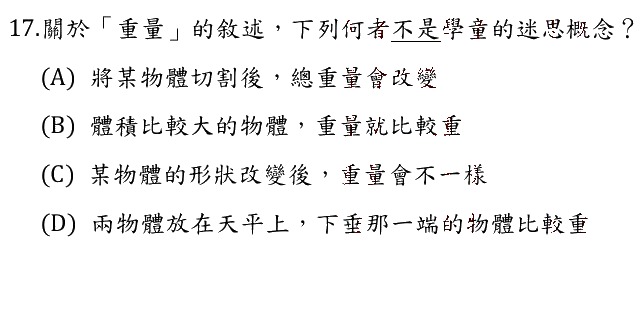 17.關於「重量」的敘述，下列何者不是學童的迷思概念？
(A) 將某物體切割後，總重量會改變
(B) 體積比較大的物體，重量就比較重
(C) 某物體的形狀改變後，重量會不一樣
(D) 兩物體放在天平上，下垂那一端的物體比較重